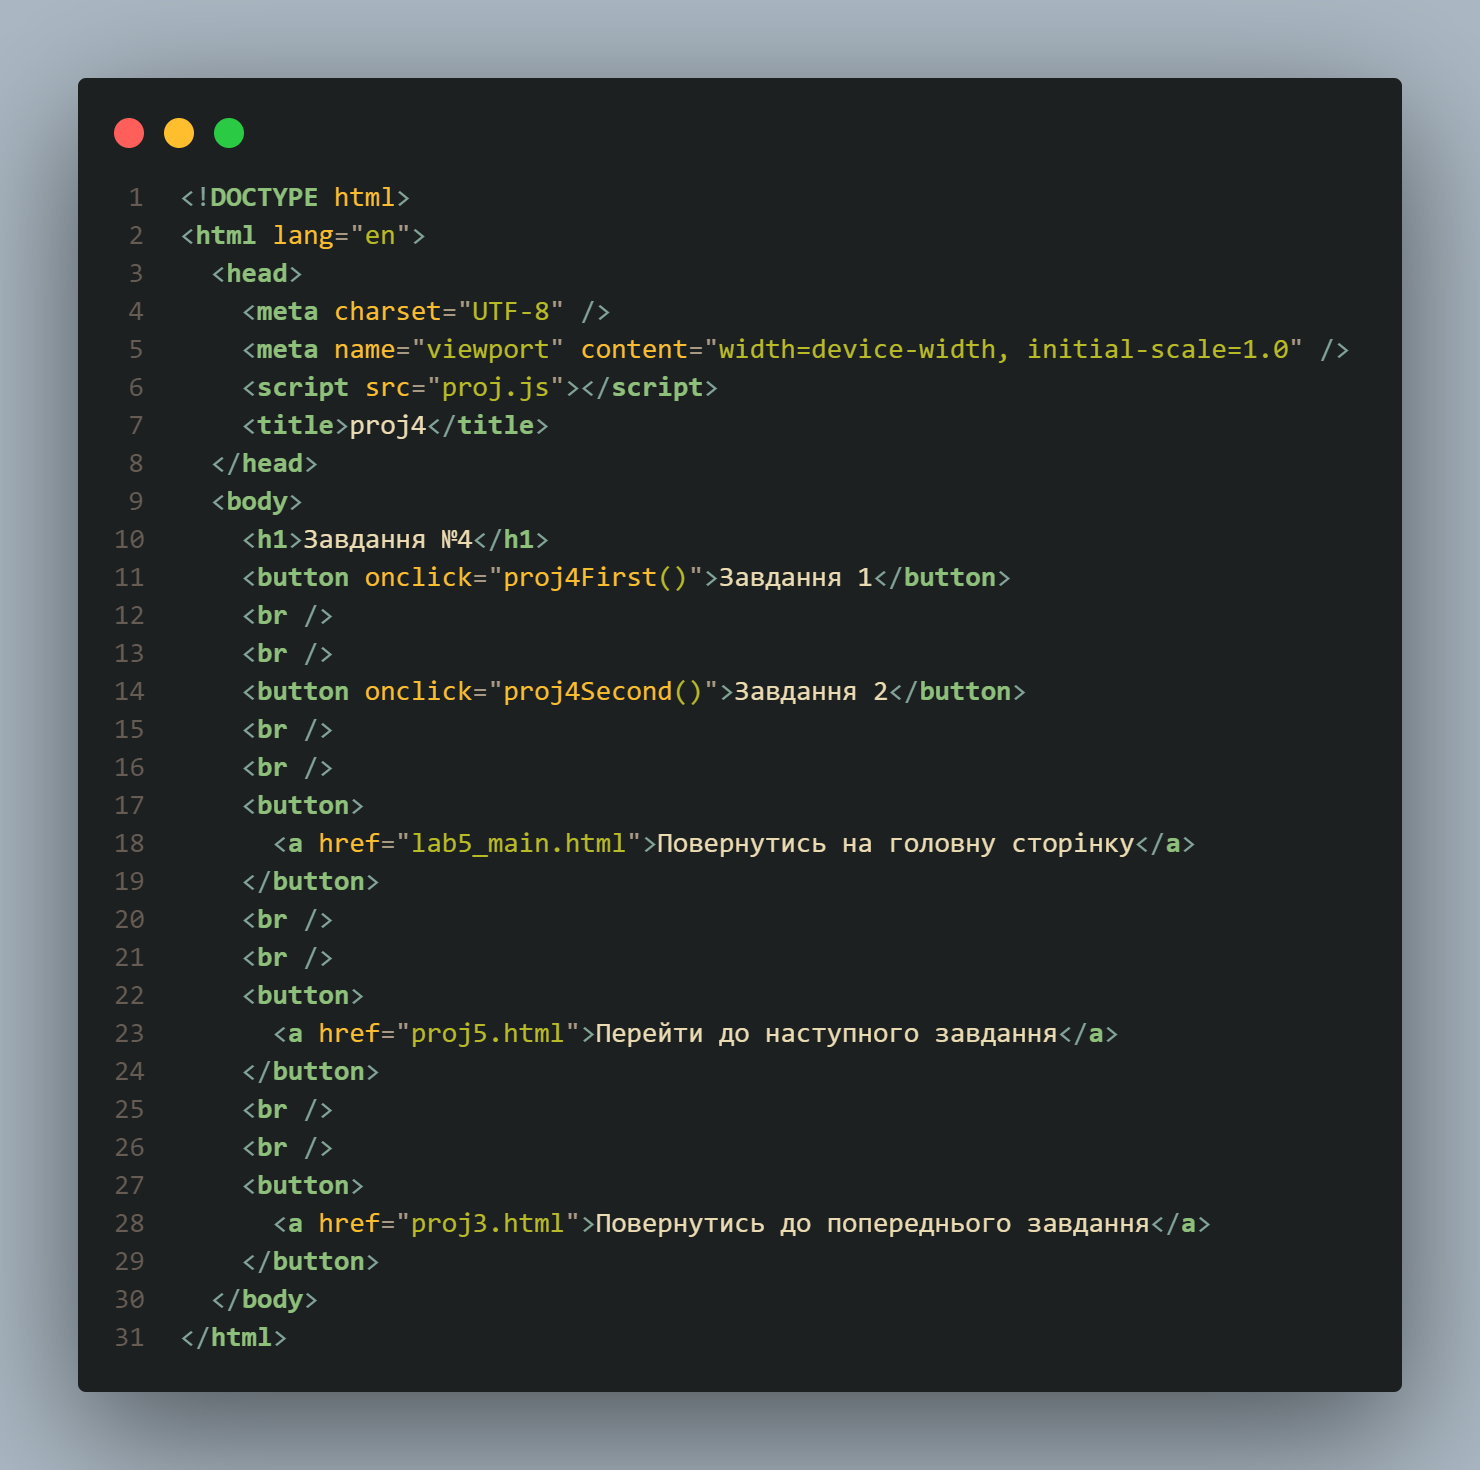 1 <!DOCTYPE html>
2 <html lang="en">
3   <head>
4     <meta charset="UTF-8" />
5     <meta name="viewport" content="width=device-width, initial-scale=1.0" />
6     <script src="proj.js"></script>
7     <title>proj4</title>
8   </head>
9   <body>
10     <h1>Завдання №4</h1>
11     <button onclick="proj4First()">Завдання 1</button>
12     <br />
13     <br />
14     <button onclick="proj4Second()">Завдання 2</button>
15     <br />
16     <br />
17     <button>
18       <a href="lab5_main.html">Повернутись на головну сторінку</a>
19     </button>
20     <br />
21     <br />
22     <button>
23       <a href="proj5.html">Перейти до наступного завдання</a>
24     </button>
25     <br />
26     <br />
27     <button>
28       <a href="proj3.html">Повернутись до попереднього завдання</a>
29     </button>
30   </body>
31 </html>